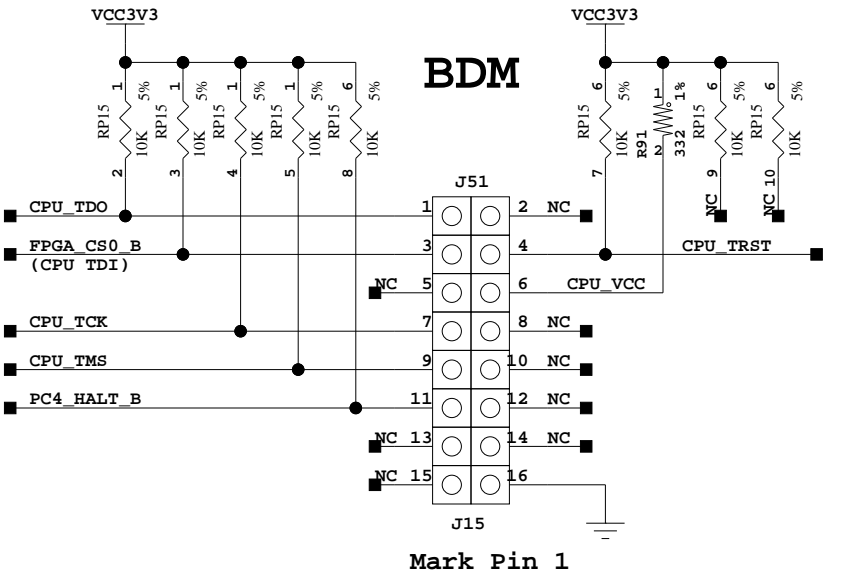 VCC3V3
VCC3V3
BDM
1 5% RP15 10K 2
1 5% RP15 10K 3
1 5% RP15 10K 4
1 5% RP15 10K 5
6 5% RP15 10K 8
6 5% RP15 10K 7
1 1% R91 332 2
6 5% RP15 10K 9 NC
6 5% RP15 10K 10 NC
J51
CPU_TDO 1 2 NC
FPGA_CS0_B 3 4 CPU_TRST
(CPU TDI)
NC 5 6 CPU_VCC
CPU_TCK 7 8 NC
CPU_TMS 9 10 NC
PC4_HALT_B 11 12 NC
NC 13 14 NC
NC 15 16
J15
Mark Pin 1